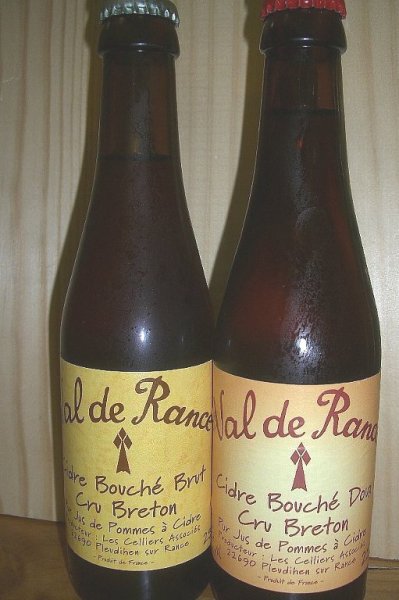 Val de Rance
Cidre Bouché Brut
Cru Breton
Pur Jus de Pommes à Cidre
Les Celliers Associés
22690 Pleudihen sur Rance
- Produit de France -
Val de Rance
Cidre Bouché Doux
Cru Breton
Pur Jus de Pommes à Cidre
Producteur : Les Celliers Associés
22690 Pleudihen sur Rance
- Produit de France -